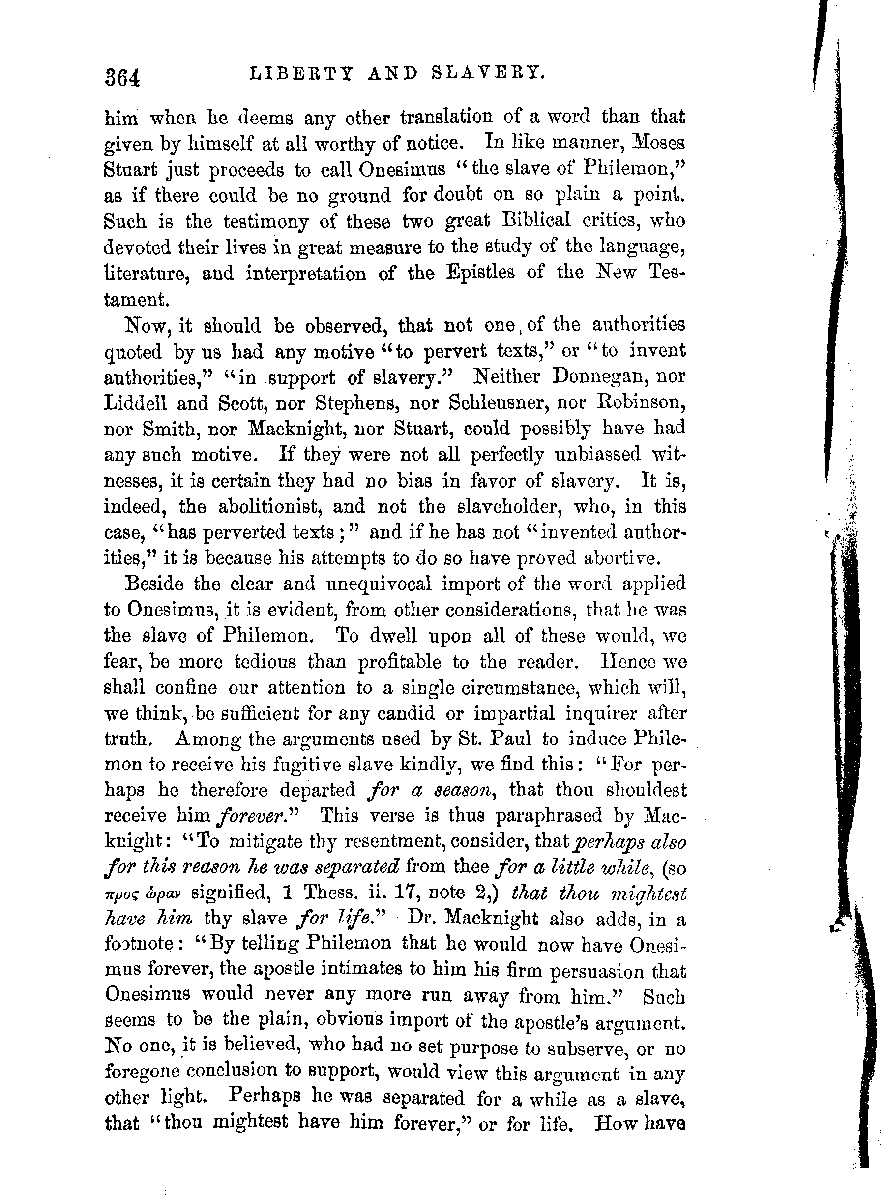 364 LIBERTY AND SLAVERY.
him when he deems any other translation of a word than that
given by himself at all worthy of notice. In like manner, Moses
Stuart just proceeds to call Onesimus “the slave of Philemon,”
as if there could be no ground for doubt on so plain a point.
Such is the testimony of these two great Biblical critics, who
devoted their lives in great measure to the study of the language,
literature, and interpretation of the Epistles of the New Tes-
tament.
Now, it should be observed, that not one of the authorities
quoted by us had any motive “to pervert texts,” or “to invent
authorities,” “in support of slavery.” Neither Donnegan, nor
Liddell and Scott, nor Stephens, nor Schleusner, nor Robinson,
nor Smith, nor Macknight, nor Stuart, could possibly have had
any such motive. If they were not all perfectly unbiassed wit-
nesses, it is certain they had no bias in favor of slavery. It is,
indeed, the abolitionist, and not the slaveholder, who, in this
case, “has perverted texts;” and if he has not “invented author-
ities,” it is because his attempts to do so have proved abortive.
Beside the clear and unequivocal import of the word applied
to Onesimus, it is evident, from other considerations, that he was
the slave of Philemon. To dwell upon all of these would, we
fear, be more tedious than profitable to the reader. Hence we
shall confine our attention to a single circumstance, which will,
we think, be sufficient for any candid or impartial inquirer after
truth. Among the arguments used by St. Paul to induce Phile-
mon to receive his fugitive slave kindly, we find this: “For per-
haps he therefore departed for a season, that thou shouldest
receive him forever.” This verse is thus paraphrased by Mac-
knight: “To mitigate thy resentment, consider, that perhaps also
for this reason he was separated from thee for a little while, (so
προς ὡραν signified, 1 Thess. ii. 17, note 2,) that thou mightest
have him thy slave for life.” Dr. Macknight also adds, in a
footnote: “By telling Philemon that he would now have Onesi-
mus forever, the apostle intimates to him his firm persuasion that
Onesimus would never any more run away from him.” Such
seems to be the plain, obvious import of the apostle’s argument.
No one, it is believed, who had no set purpose to subserve, or no
foregone conclusion to support, would view this argument in any
other light. Perhaps he was separated for a while as a slave,
that “thou mightest have him forever,” or for life. How have